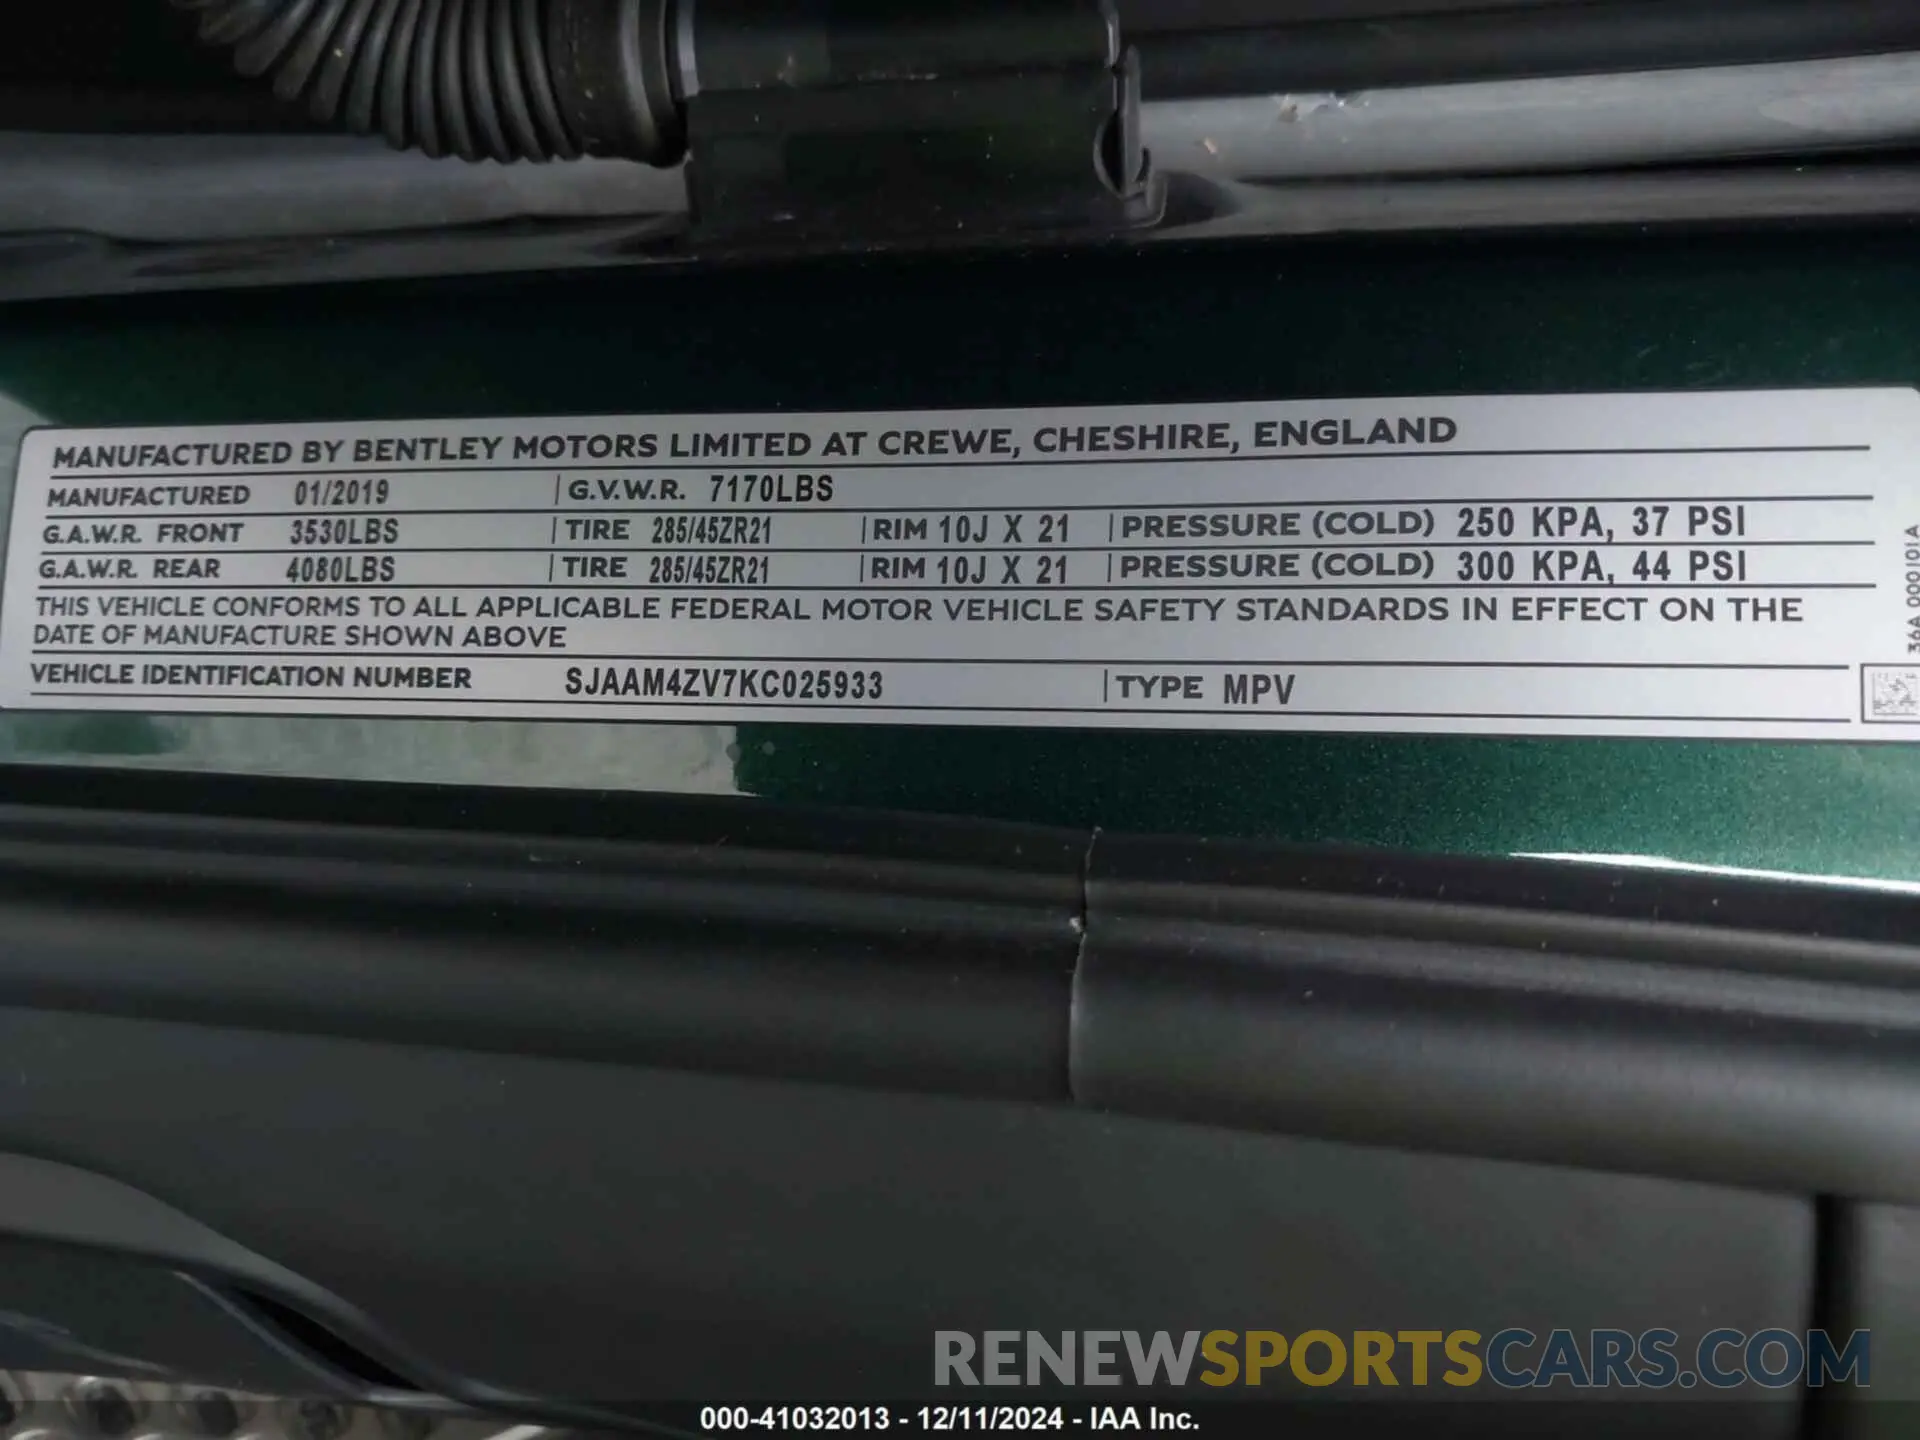 MANUFACTURED BY BENTLEY MOTORS LIMITED AT CREWE, CHESHIRE, ENGLAND
MANUFACTURED 01/2019 G.V.W.R. 7170LBS
G.A.W.R. FRONT 3530LBS TIRE 285/45ZR21 RIM 10J X 21 PRESSURE (COLD) 250 KPA, 37 PSI
G.A.W.R. REAR 4080LBS TIRE 285/45ZR21 RIM 10J X 21 PRESSURE (COLD) 300 KPA, 44 PSI
THIS VEHICLE CONFORMS TO ALL APPLICABLE FEDERAL MOTOR VEHICLE SAFETY STANDARDS IN EFFECT ON THE
DATE OF MANUFACTURE SHOWN ABOVE
VEHICLE IDENTIFICATION NUMBER SJAAM4ZV7KC025933 TYPE MPV
36A 000101A
RENEWSPORTSCARS.COM
000-41032013 - 12/11/2024 - IAA Inc.